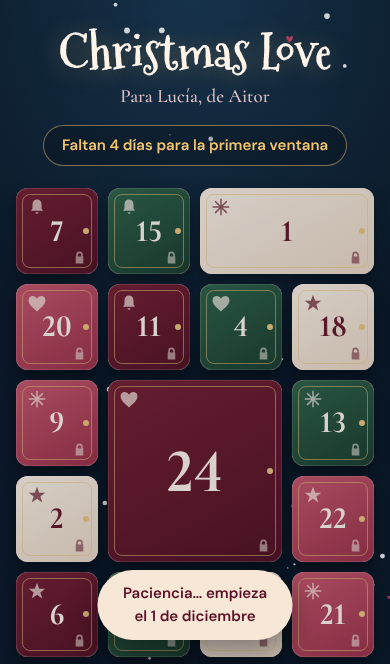 Christmas Love
Para Lucía, de Aitor
Faltan 4 días para la primera ventana
7
15
1
20
11
4
18
9
24
13
2
22
6
21
Paciencia... empieza
el 1 de diciembre